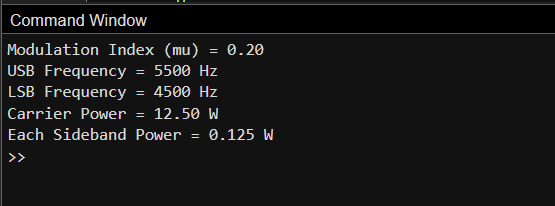 Command Window
Modulation Index (mu) = 0.20
USB Frequency = 5500 Hz
LSB Frequency = 4500 Hz
Carrier Power = 12.50 W
Each Sideband Power = 0.125 W
>>